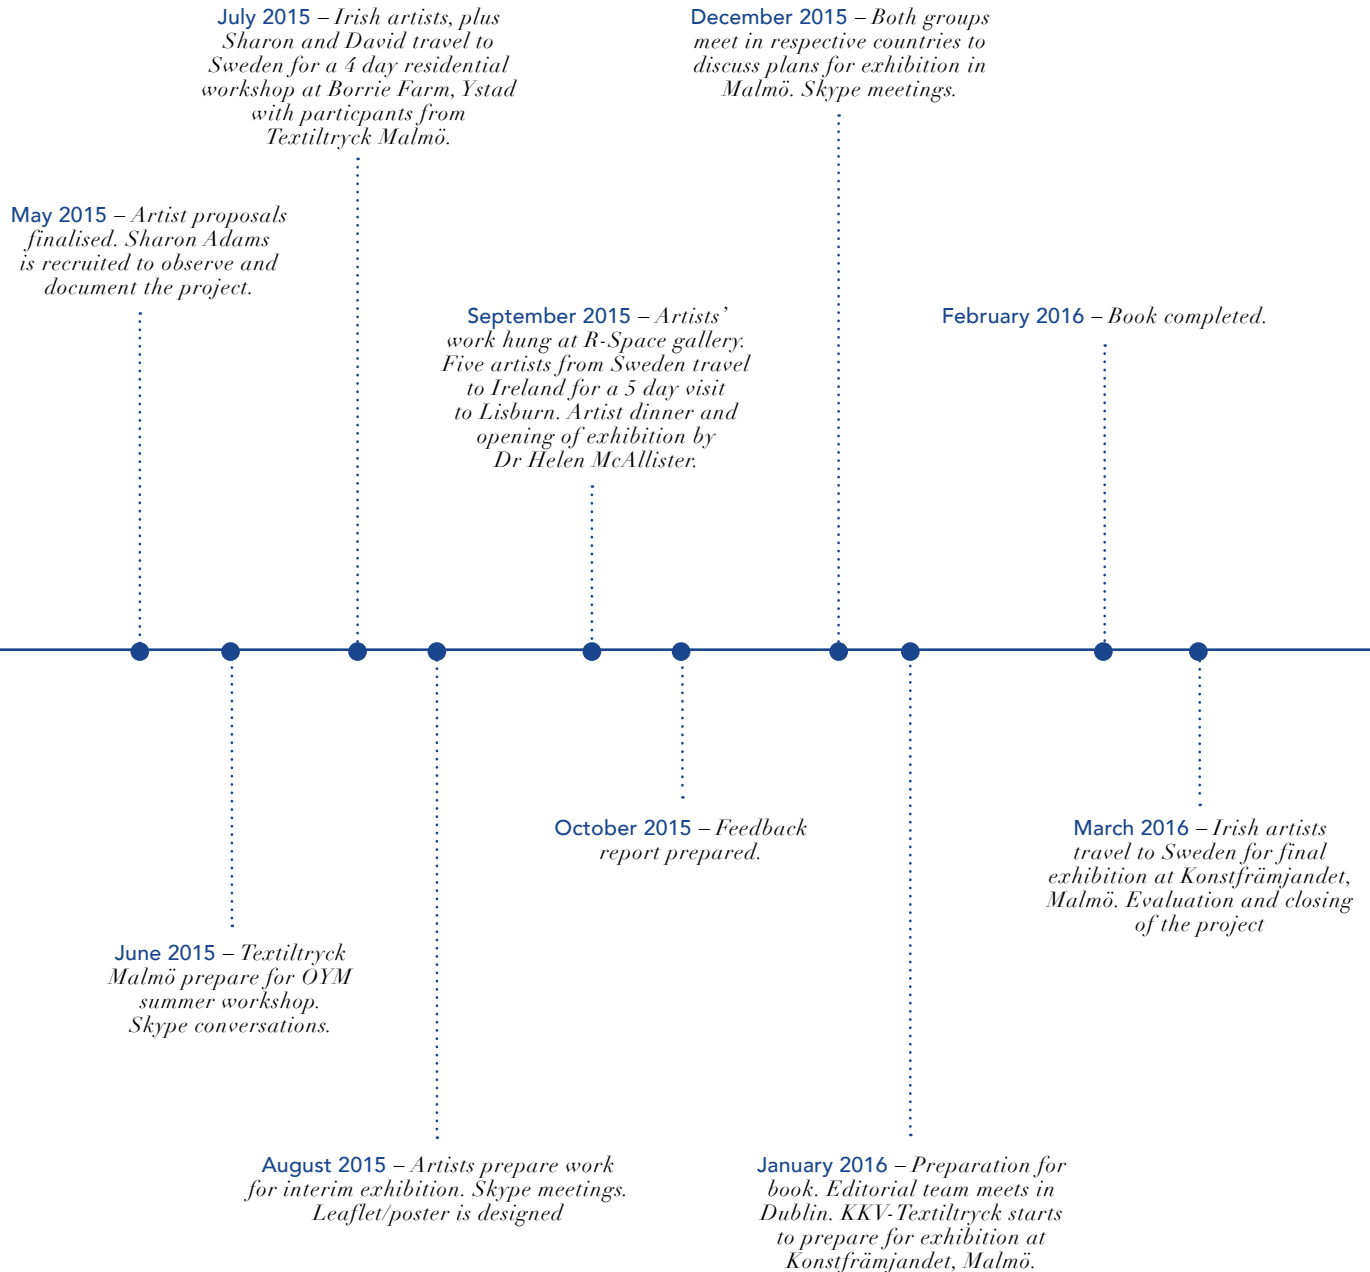 July 2015 – Irish artists, plus
Sharon and David travel to
Sweden for a 4 day residential
workshop at Borrie Farm, Ystad
with particpants from
Textiltryck Malmö.
December 2015 – Both groups
meet in respective countries to
discuss plans for exhibition in
Malmö. Skype meetings.
May 2015 – Artist proposals
finalised. Sharon Adams
is recruited to observe and
document the project.
September 2015 – Artists’
work hung at R-Space gallery.
Five artists from Sweden travel
to Ireland for a 5 day visit
to Lisburn. Artist dinner and
opening of exhibition by
Dr Helen McAllister.
February 2016 – Book completed.
October 2015 – Feedback
report prepared.
March 2016 – Irish artists
travel to Sweden for final
exhibition at Konstfrämjandet,
Malmö. Evaluation and closing
of the project
June 2015 – Textiltryck
Malmö prepare for OYM
summer workshop.
Skype conversations.
August 2015 – Artists prepare work
for interim exhibition. Skype meetings.
Leaflet/poster is designed
January 2016 – Preparation for
book. Editorial team meets in
Dublin. KKV-Textiltryck starts
to prepare for exhibition at
Konstfrämjandet, Malmö.